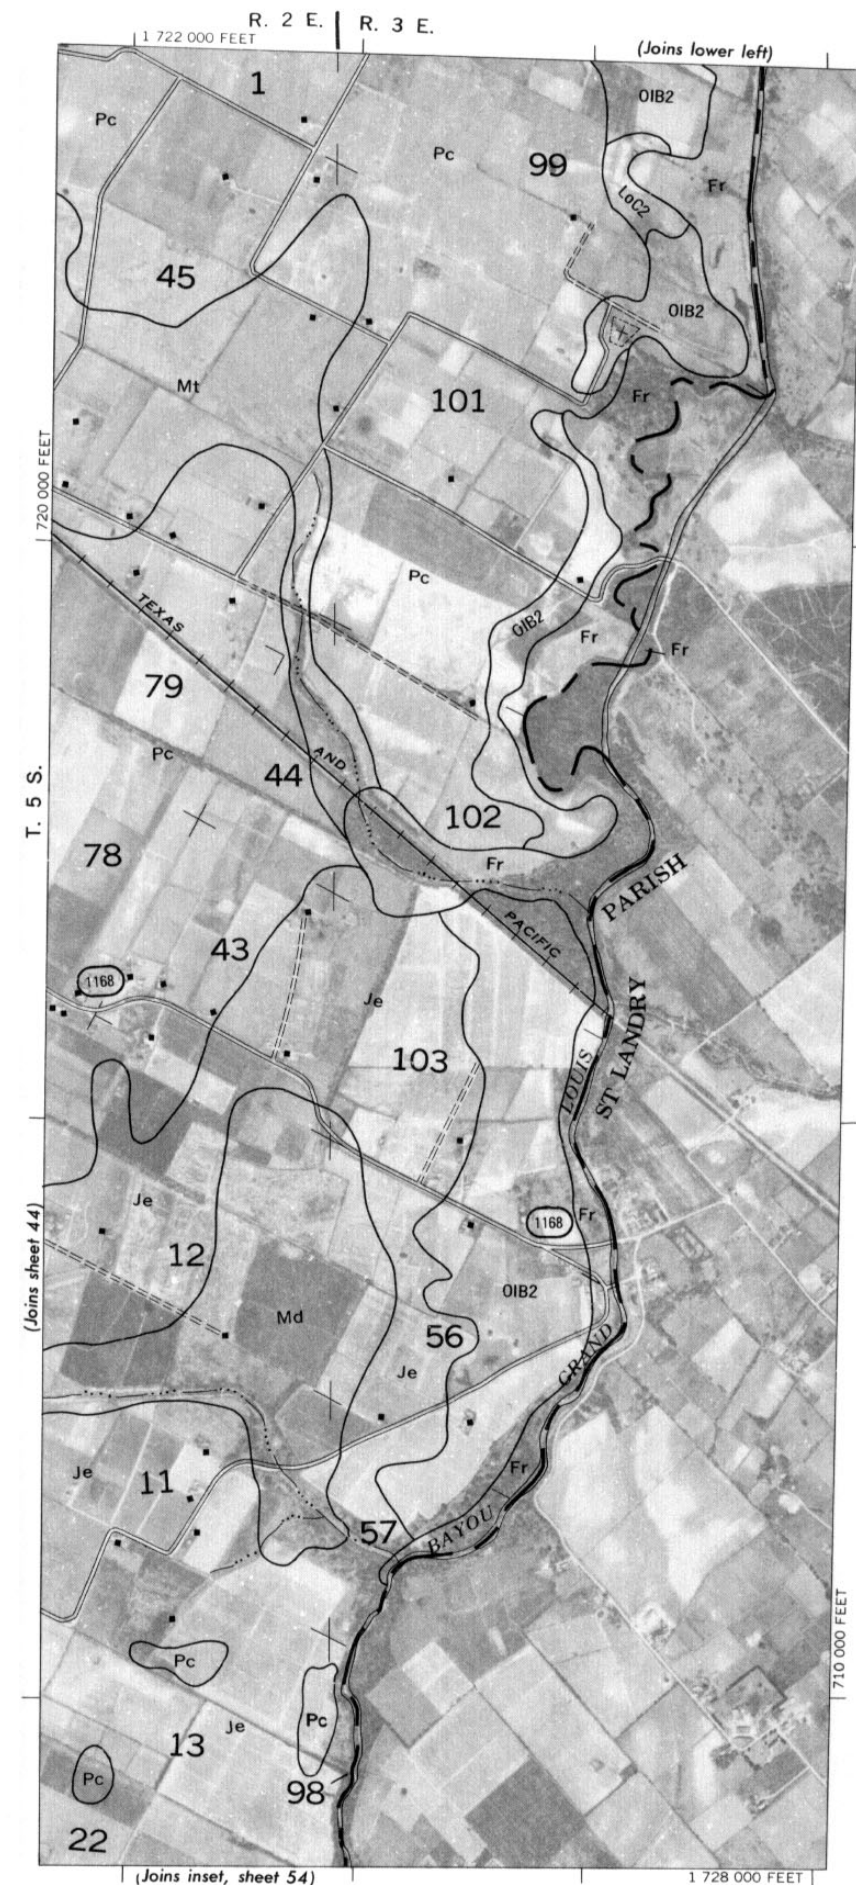 R. 2 E. R. 3 E.
1 722 000 FEET
(Joins lower left)
1
OIB2
Pc
Pc
99
Fr
LoC2
45
OIB2
Mt
101
Fr
720 000 FEET
Pc
TEXAS
OIB2
Fr
Fr
79
Pc
AND
44
T. 5 S.
102
78
Fr
PARISH
PACIFIC
43
1168
Je
ST LANDRY
103
LOUIS
Je
(Joins sheet 44)
1168
Fr
12
OIB2
Md
56
GRAND
Je
Je
11
Fr
57
BAYOU
710 000 FEET
Pc
Pc
Je
13
Pc
98
22
(Joins inset, sheet 54)
1 728 000 FEET